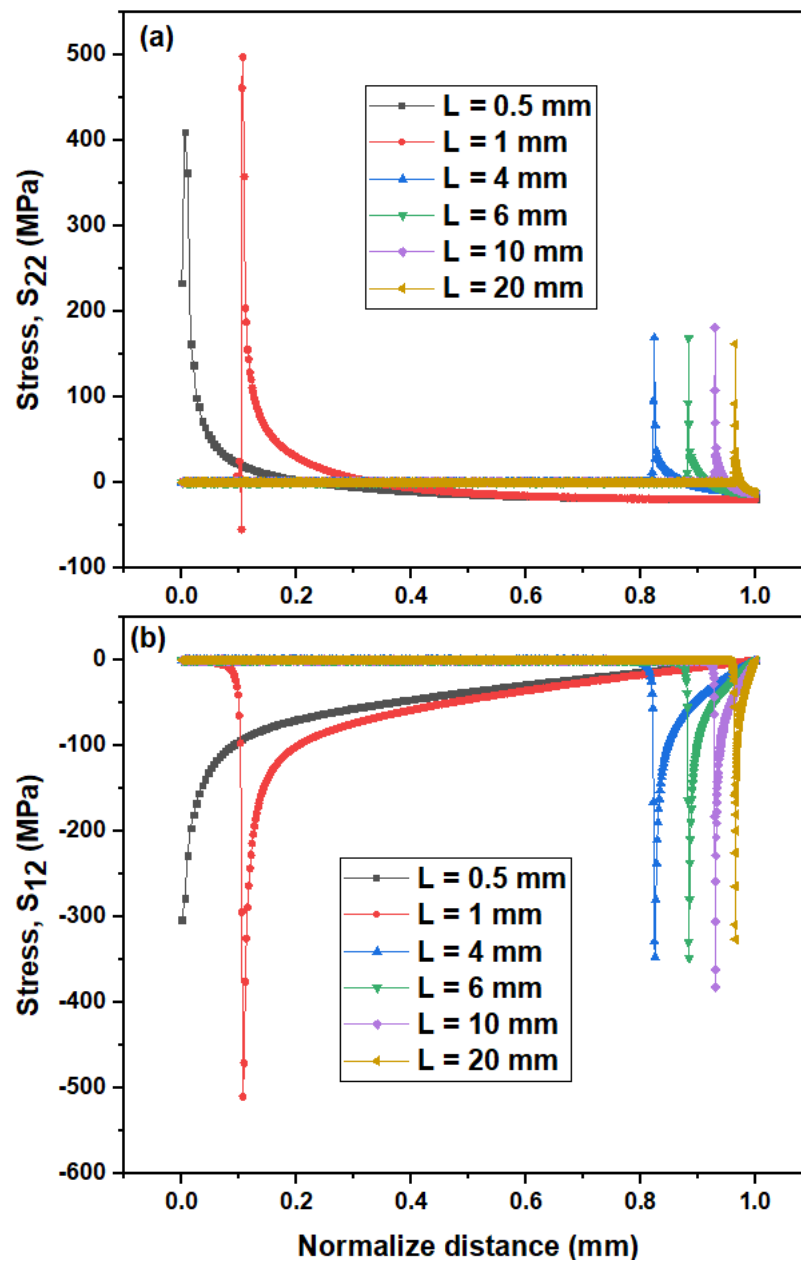 (a)
500
400
300
200
100
0
-100
Stress, S22 (MPa)
L = 0.5 mm
L = 1 mm
L = 4 mm
L = 6 mm
L = 10 mm
L = 20 mm
0.0 0.2 0.4 0.6 0.8 1.0
(b)
0
-100
-200
-300
-400
-500
-600
Stress, S12 (MPa)
L = 0.5 mm
L = 1 mm
L = 4 mm
L = 6 mm
L = 10 mm
L = 20 mm
0.0 0.2 0.4 0.6 0.8 1.0
Normalize distance (mm)